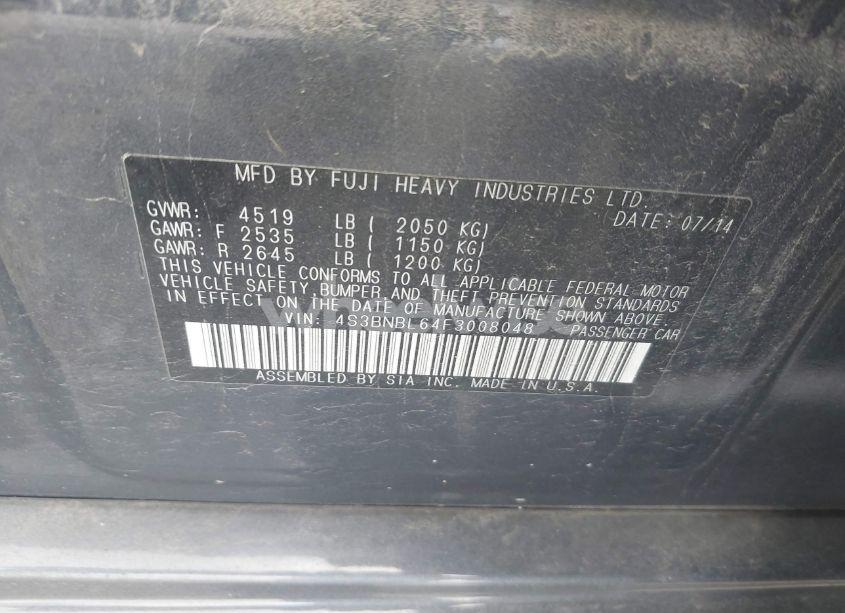 MFD BY FUJI HEAVY INDUSTRIES LTD.
DATE: 07/14
GVWR: 4519 LB ( 2050 KG)
GAWR: F 2535 LB ( 1150 KG)
GAWR: R 2645 LB ( 1200 KG)
THIS VEHICLE CONFORMS TO ALL APPLICABLE FEDERAL MOTOR
VEHICLE SAFETY, BUMPER AND THEFT PREVENTION STANDARDS
IN EFFECT ON THE DATE OF MANUFACTURE SHOWN ABOVE.
VIN: 4S3BNBL64F3008048 PASSENGER CAR
ASSEMBLED BY SIA INC. MADE IN U.S.A